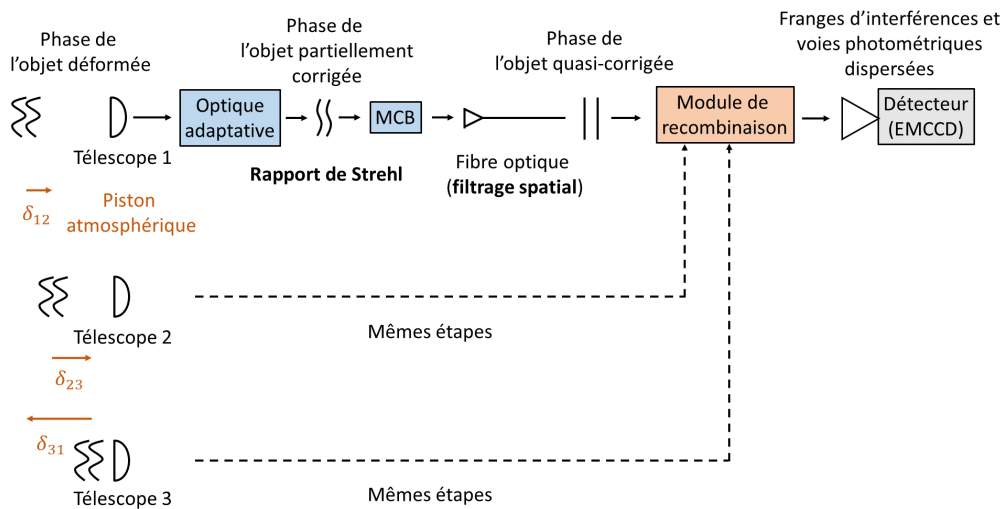 Phase de
l'objet déformée
Phase de
l'objet partiellement
corrigée
Phase de
l'objet quasi-corrigée
Franges d'interférences et
voies photométriques
dispersées
Optique
adaptative
MCB
Module de
recombinaison
Détecteur
(EMCCD)
Télescope 1
Rapport de Strehl
Fibre optique
(filtrage spatial)
δ₁₂
Piston
atmosphérique
Télescope 2
Mêmes étapes
δ₂₃
δ₃₁
Télescope 3
Mêmes étapes